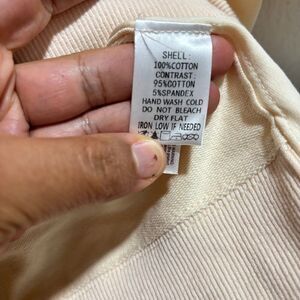 SHELL:
100%COTTON
CONTRAST:
95%COTTON
5%SPANDEX
HAND WASH COLD
DO NOT BLEACH
DRY FLAT
IRON LOW IF NEEDED